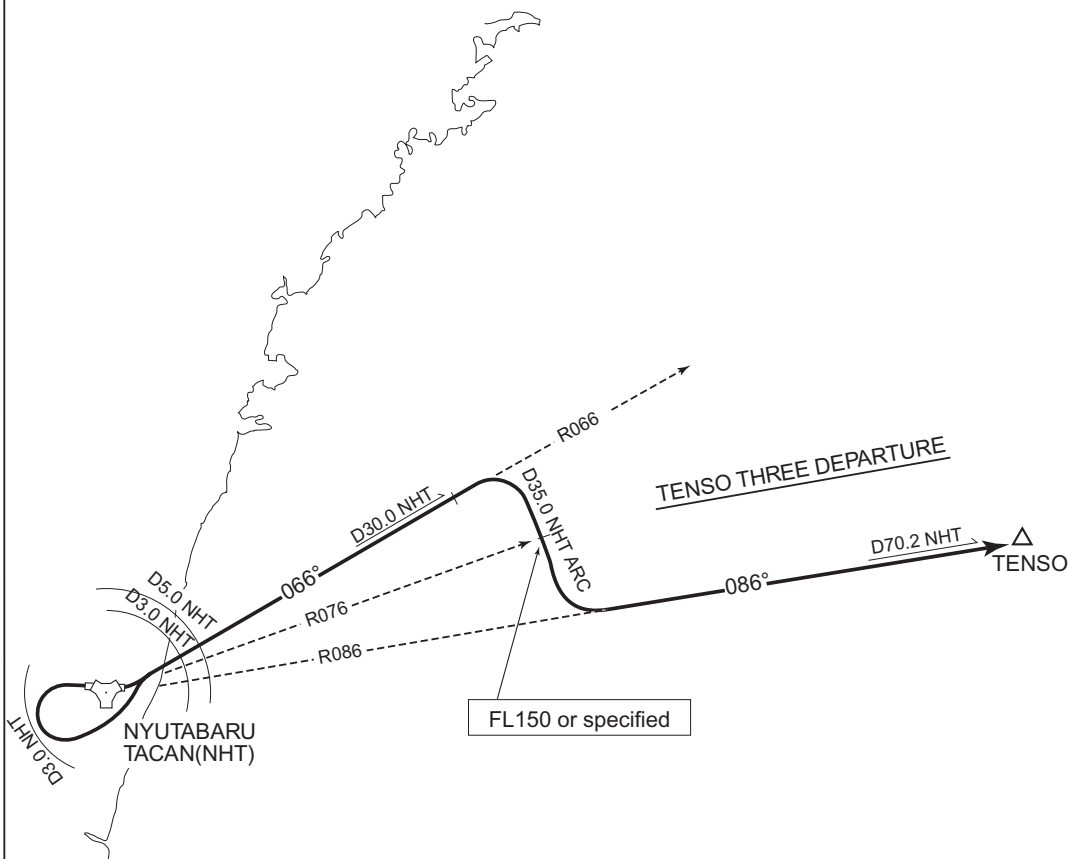 R066
TENSO THREE DEPARTURE
D30.0 NHT
D35.0 NHT ARC
D70.2 NHT
TENSO
066°
086°
D5.0 NHT
D3.0 NHT
R076
R086
FL150 or specified
NYUTABARU
TACAN(NHT)
D3.0 NHT